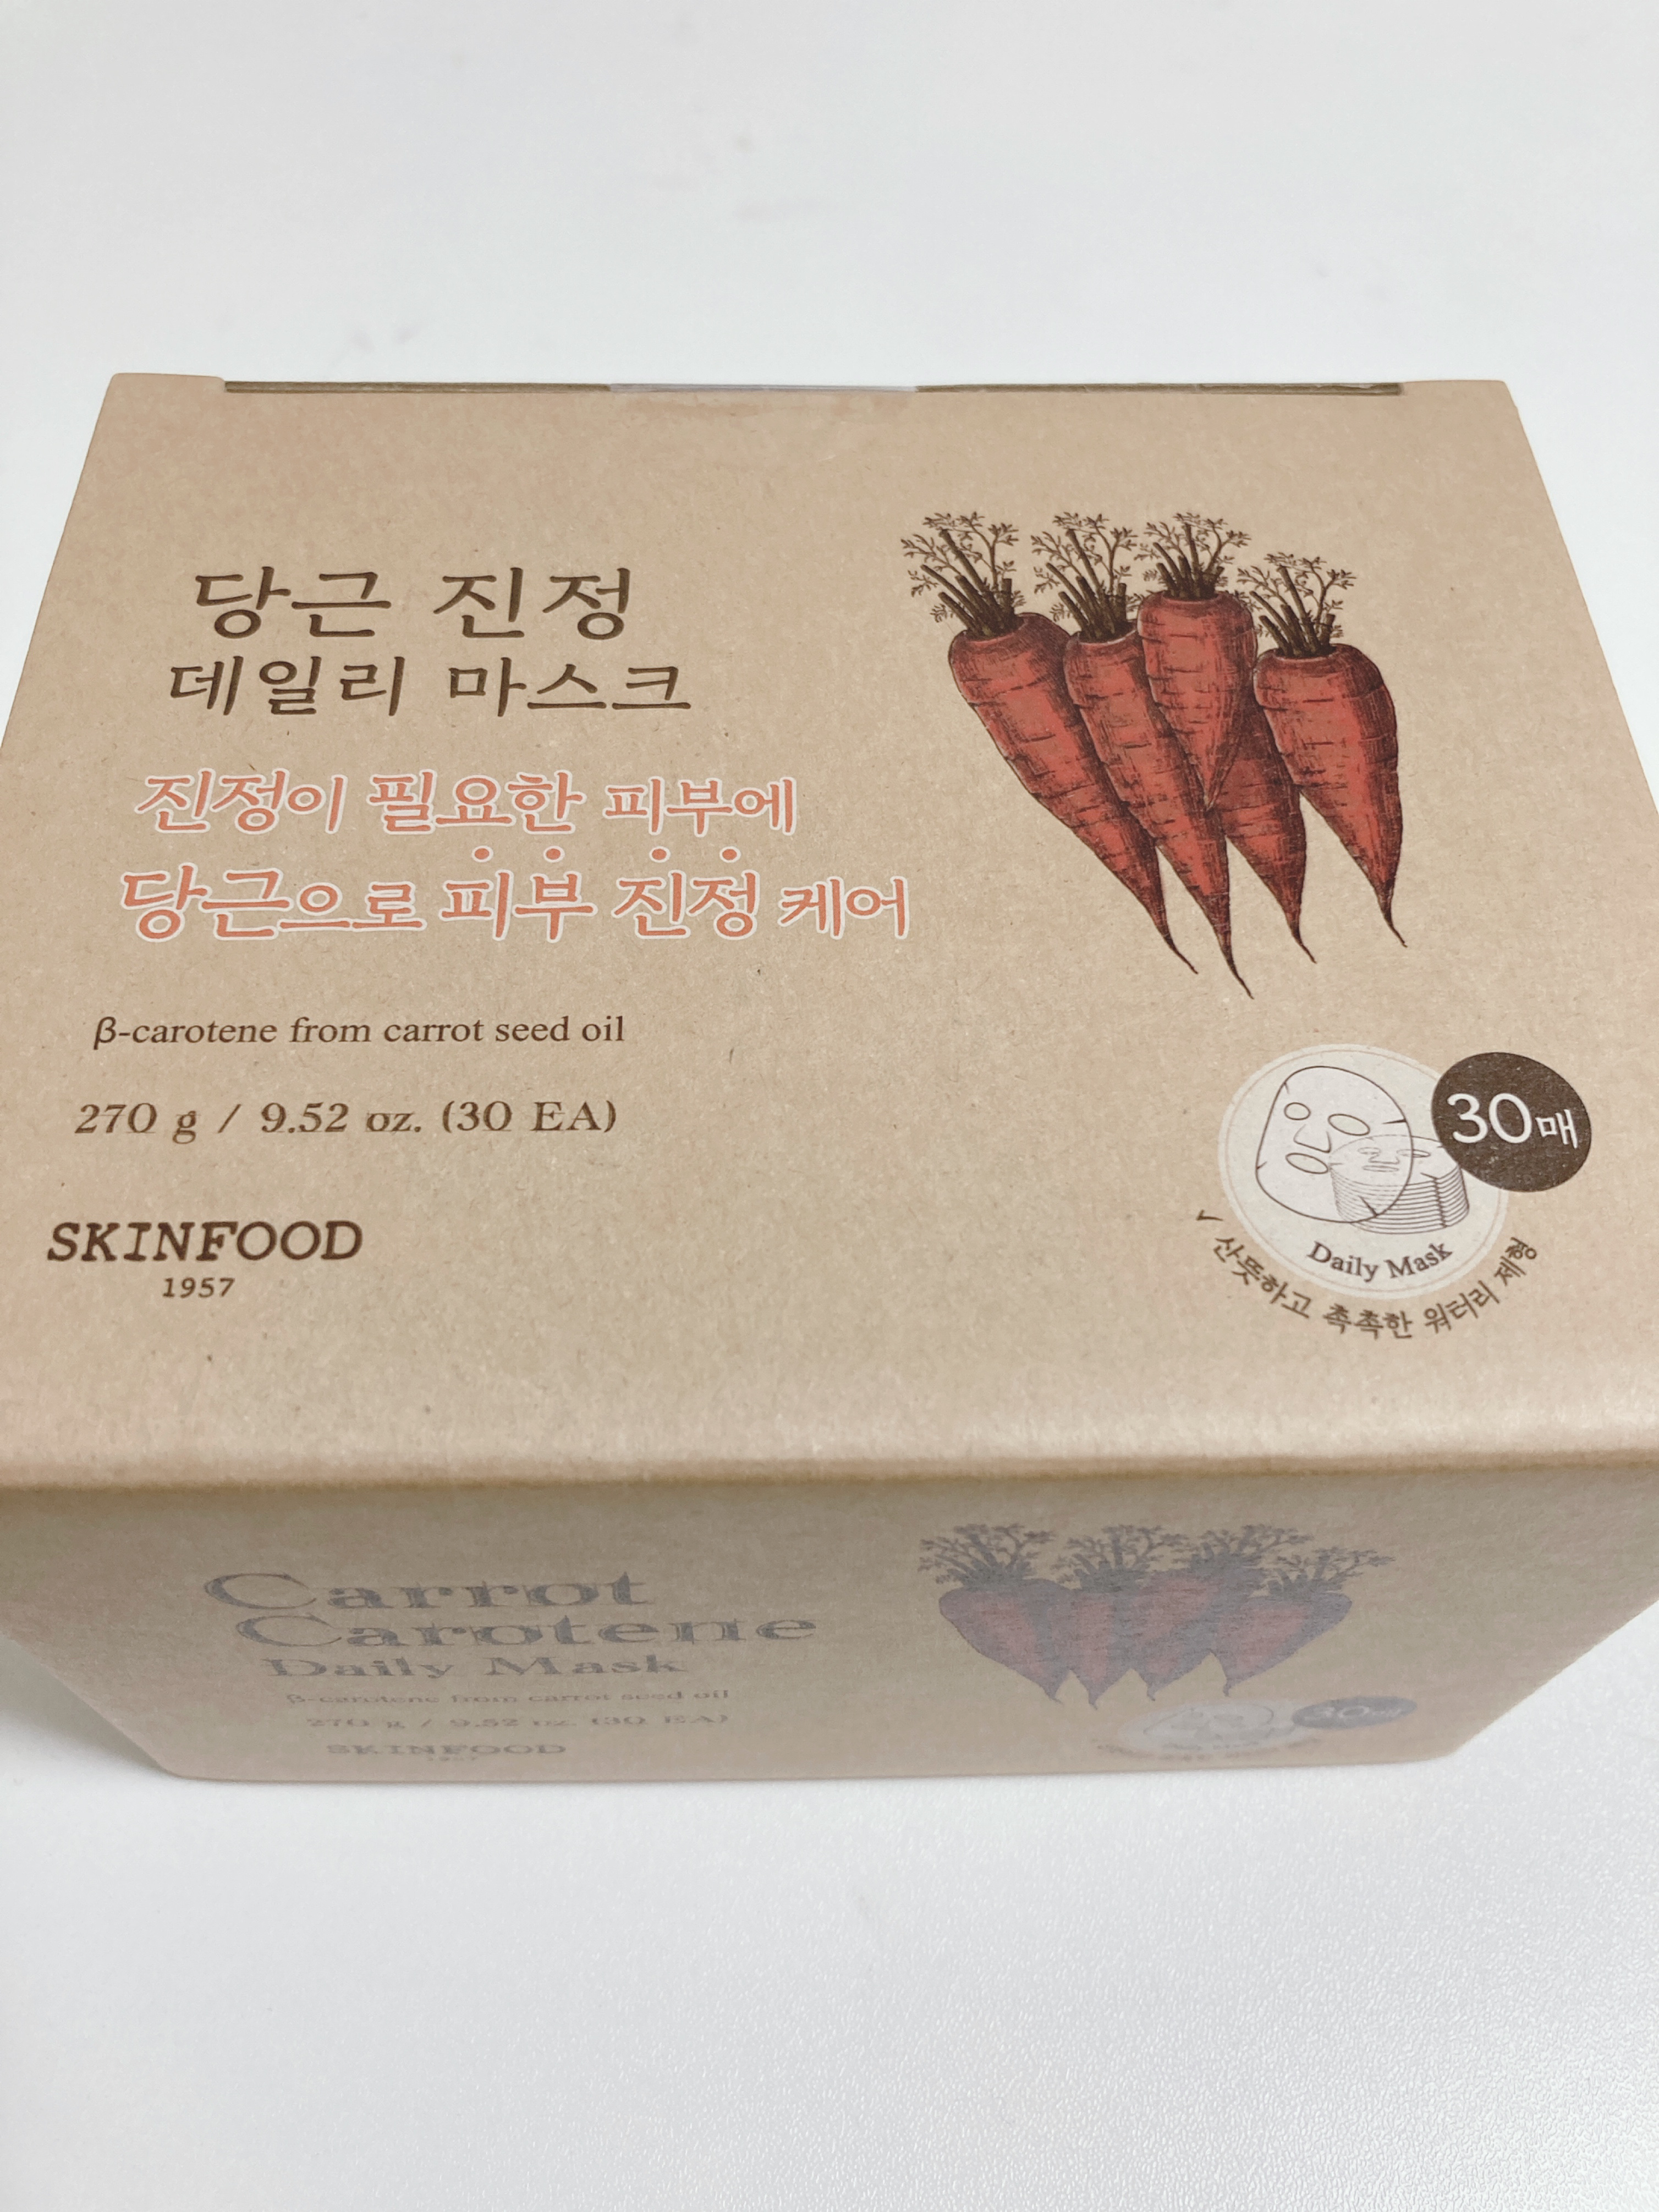 당근 진정
데일리 마스크
진정이 필요한 피부에
당근으로 피부 진정 케어
β-carotene from carrot seed oil
270 g / 9.52 oz. (30 EA)
SKINFOOD
1957
30매
Daily Mask
✓ 산뜻하고 촉촉한 워터리 제형
Carrot
Carotene
Daily Mask
β-carotene from carrot seed oil
270 g / 9.52 oz. (30 EA)
SKINFOOD
30매